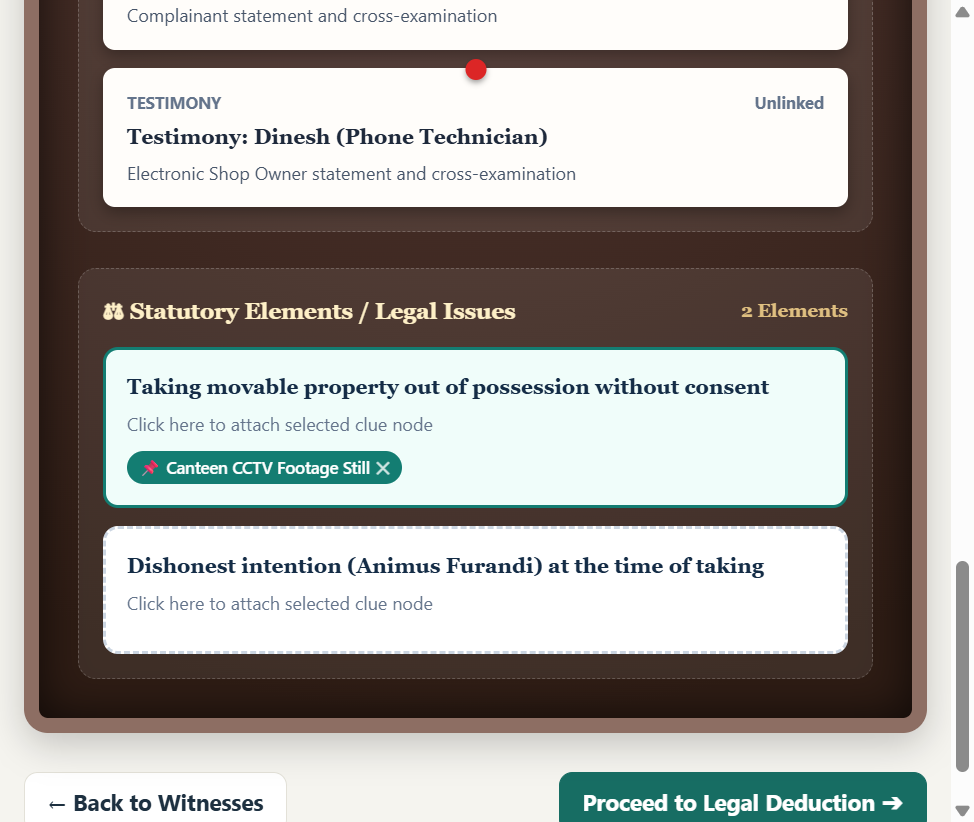 Complainant statement and cross-examination
TESTIMONY
Unlinked
Testimony: Dinesh (Phone Technician)
Electronic Shop Owner statement and cross-examination
⚖ Statutory Elements / Legal Issues
2 Elements
Taking movable property out of possession without consent
Click here to attach selected clue node
📌 Canteen CCTV Footage Still ✕
Dishonest intention (Animus Furandi) at the time of taking
Click here to attach selected clue node
← Back to Witnesses
Proceed to Legal Deduction ➔